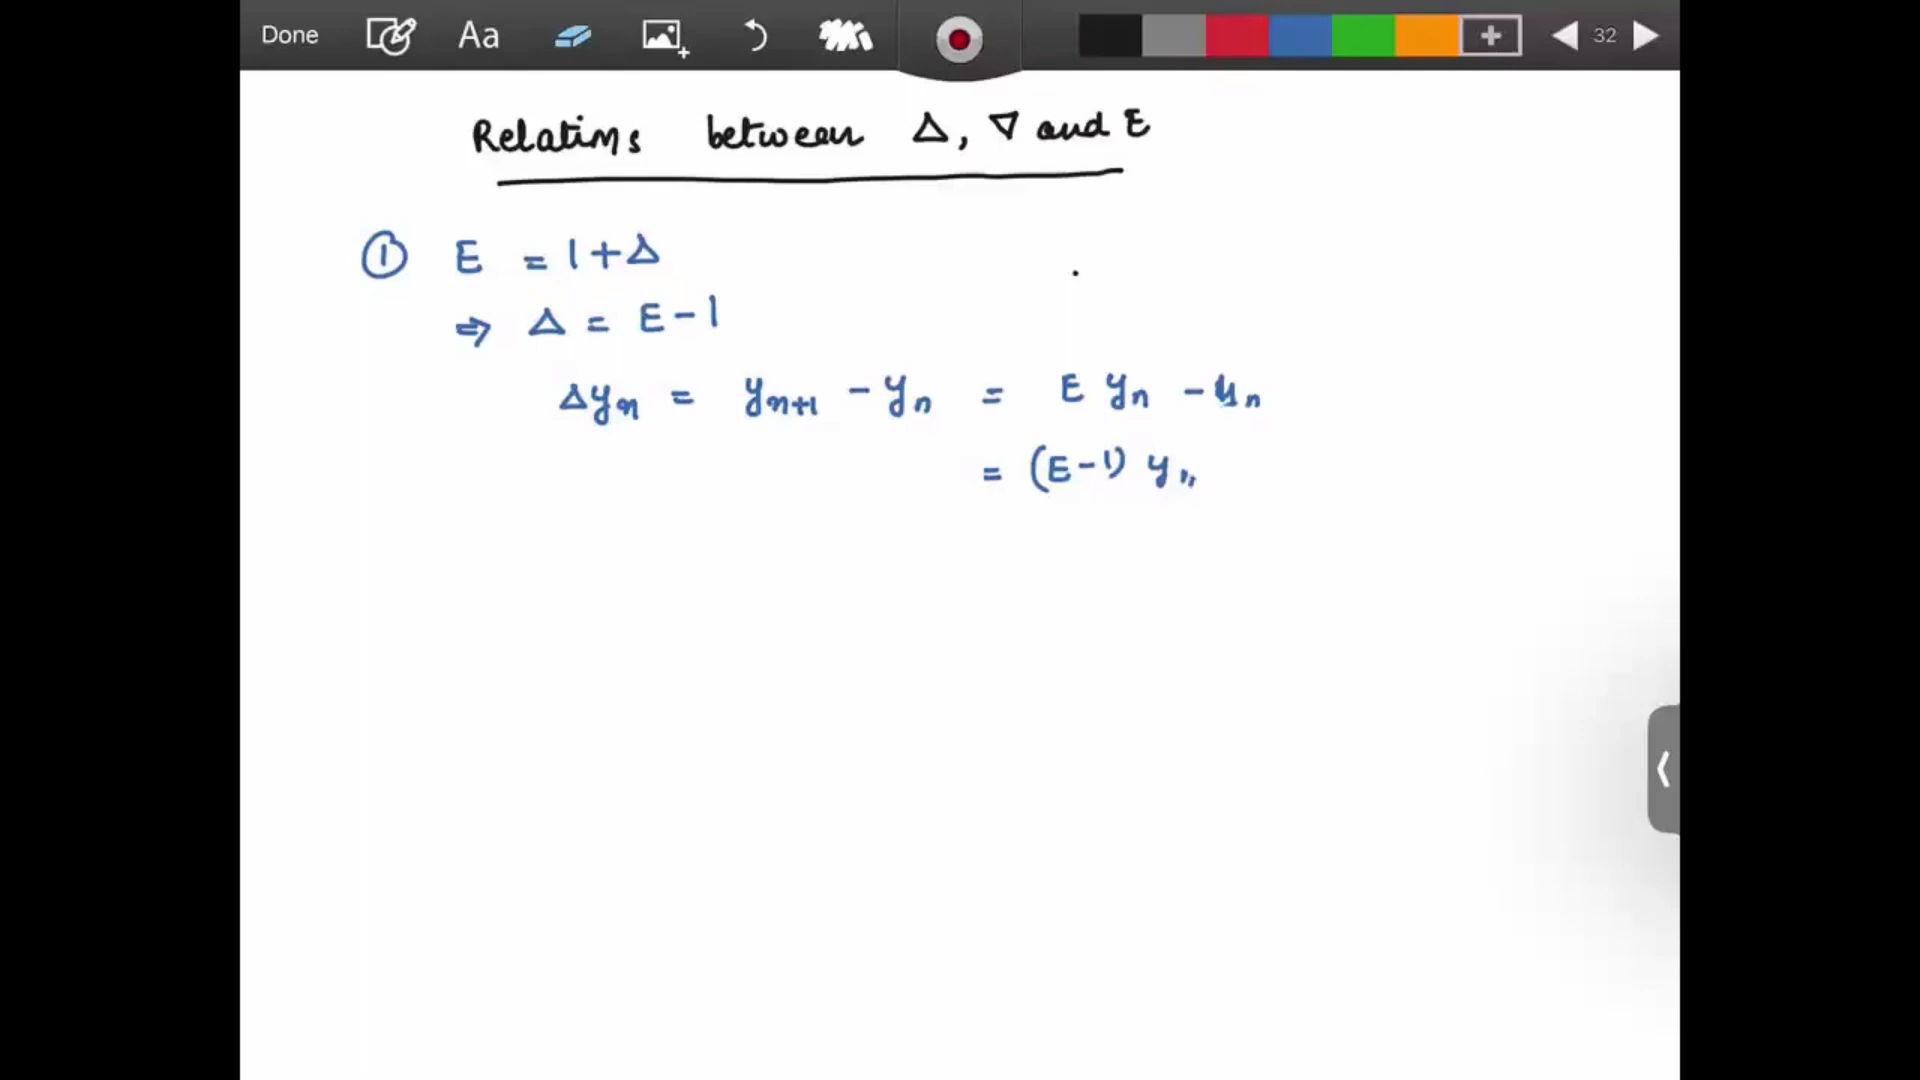 Done Aa 32
Relations between Δ, ∇ and E
① E = 1 + Δ
⇒ Δ = E - 1
Δyₙ = yₙ₊₁ - yₙ = E yₙ - yₙ
= (E - 1) yₙ